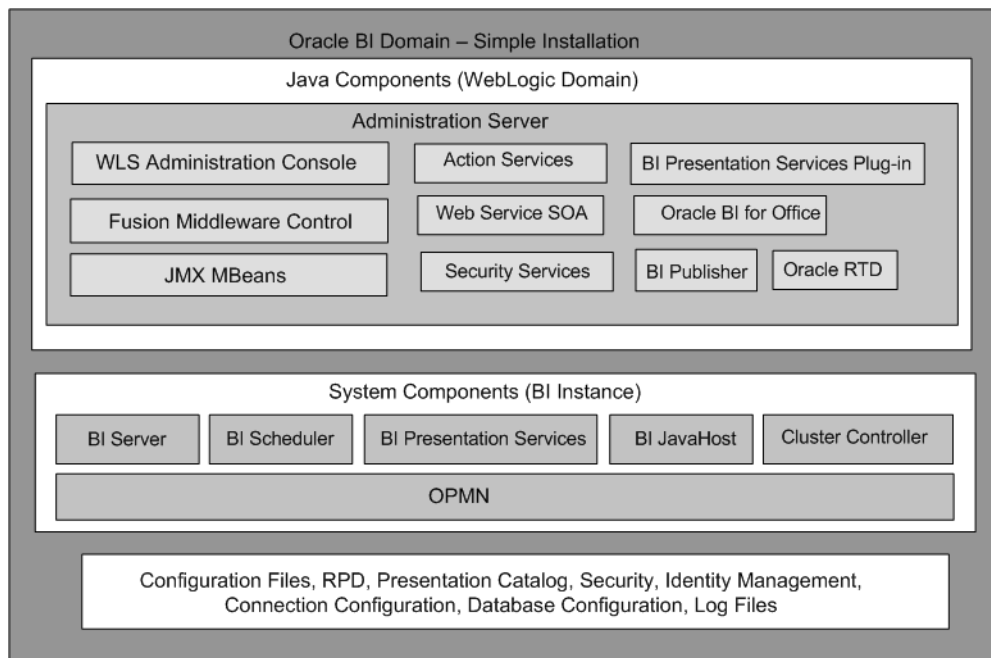 Oracle BI Domain – Simple Installation
Java Components (WebLogic Domain)
Administration Server
WLS Administration Console
Action Services
BI Presentation Services Plug-in
Fusion Middleware Control
Web Service SOA
Oracle BI for Office
JMX MBeans
Security Services
BI Publisher
Oracle RTD
System Components (BI Instance)
BI Server
BI Scheduler
BI Presentation Services
BI JavaHost
Cluster Controller
OPMN
Configuration Files, RPD, Presentation Catalog, Security, Identity Management,
Connection Configuration, Database Configuration, Log Files